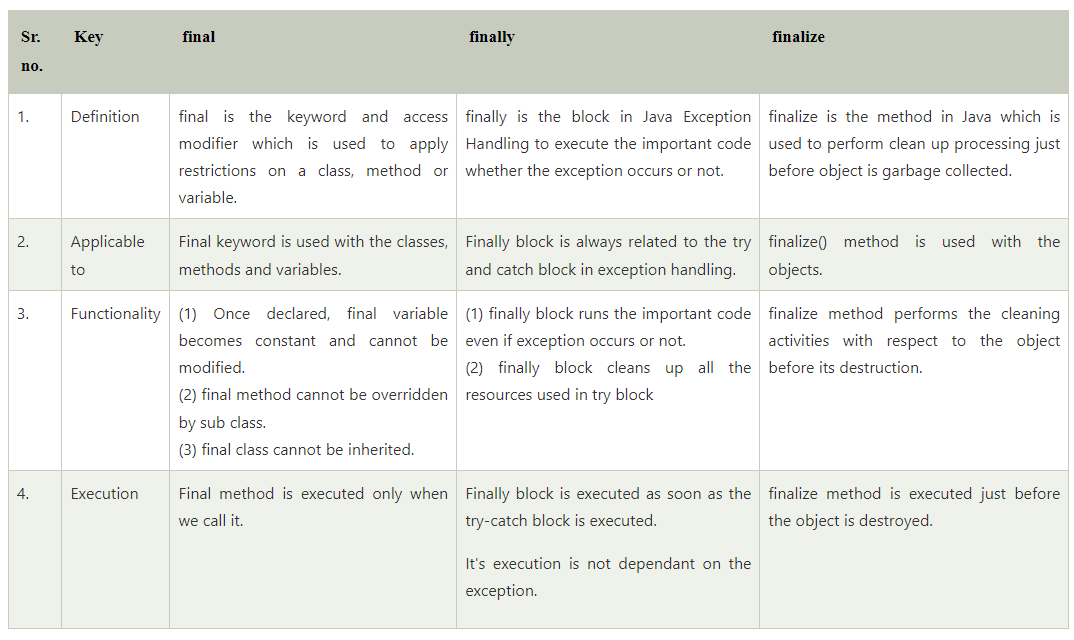 Sr.
no.
Key
final
finally
finalize
1.
Definition
final is the keyword and access
modifier which is used to apply
restrictions on a class, method or
variable.
finally is the block in Java Exception
Handling to execute the important code
whether the exception occurs or not.
finalize is the method in Java which is
used to perform clean up processing just
before object is garbage collected.
2.
Applicable
to
Final keyword is used with the classes,
methods and variables.
Finally block is always related to the try
and catch block in exception handling.
finalize() method is used with the
objects.
3.
Functionality
(1) Once declared, final variable
becomes constant and cannot be
modified.
(2) final method cannot be overridden
by sub class.
(3) final class cannot be inherited.
(1) finally block runs the important code
even if exception occurs or not.
(2) finally block cleans up all the
resources used in try block
finalize method performs the cleaning
activities with respect to the object
before its destruction.
4.
Execution
Final method is executed only when
we call it.
Finally block is executed as soon as the
try-catch block is executed.
It's execution is not dependant on the
exception.
finalize method is executed just before
the object is destroyed.